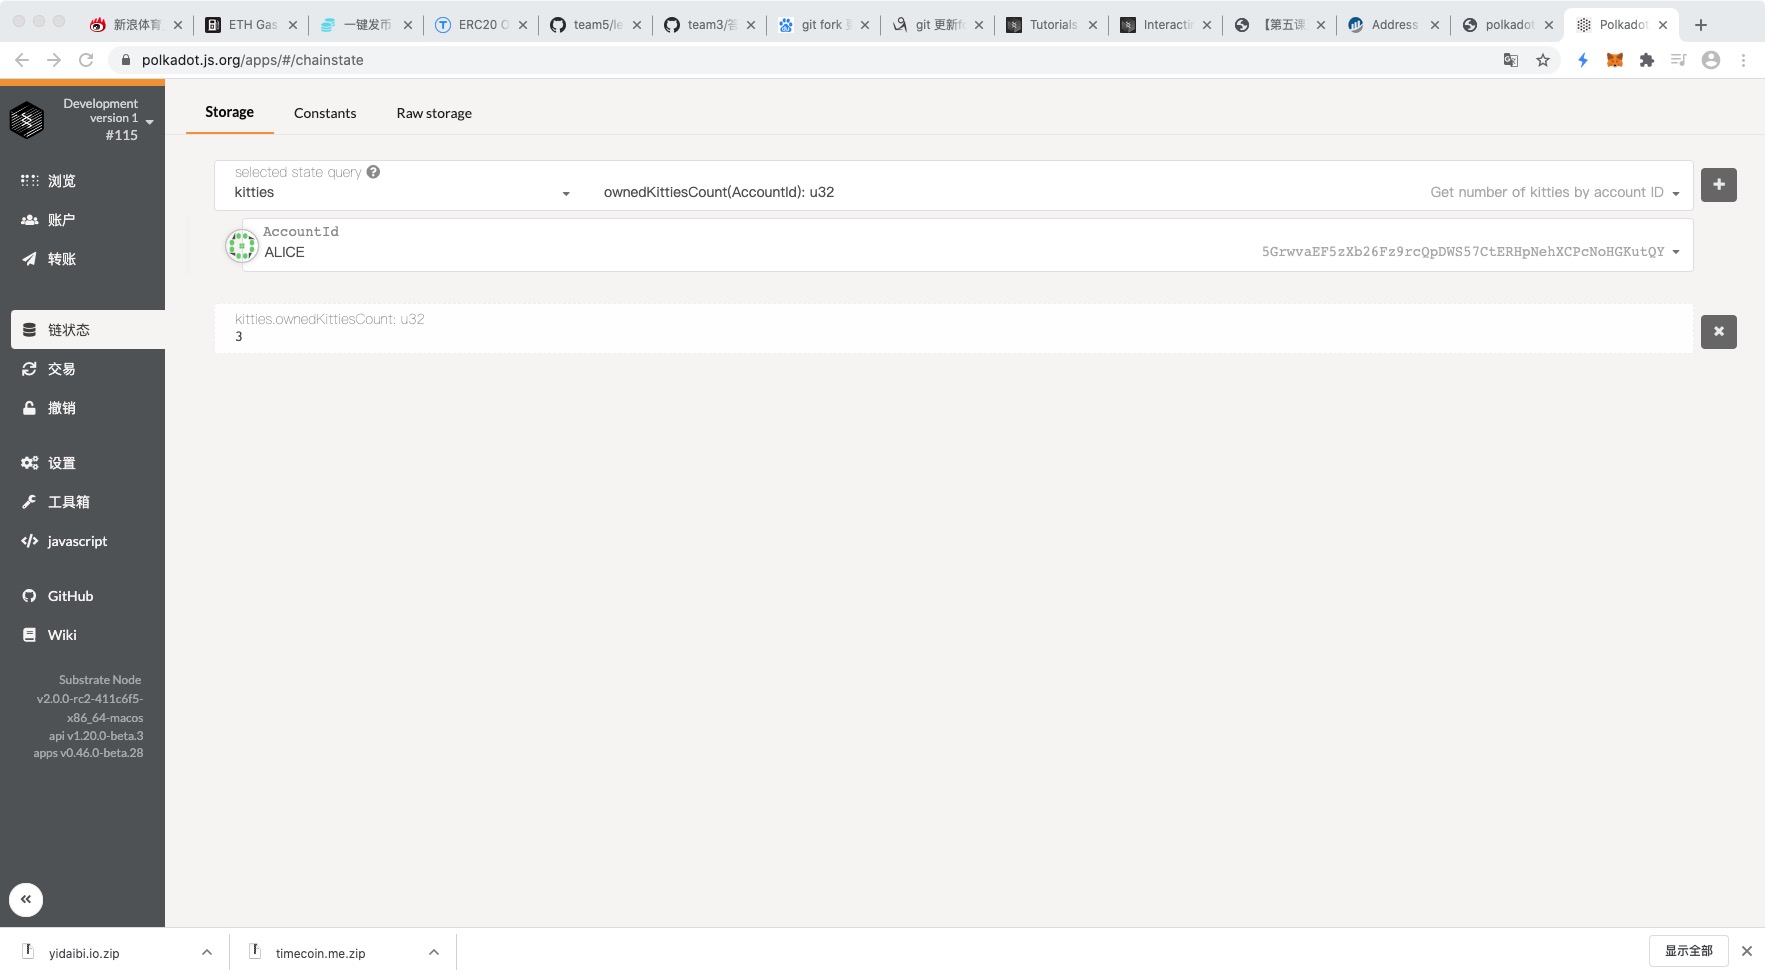 新浪体育
ETH Gas
一键发币
ERC20
team5/le
team3/答
git fork
git 更新fo
Tutorials
Interactin
【第五课
Address
polkadot
Polkadot
polkadot.js.org/apps/#/chainstate
Development
version 1
#115
浏览
账户
转账
链状态
交易
撤销
设置
工具箱
javascript
GitHub
Wiki
Substrate Node
v2.0.0-rc2-411c6f5-
x86_64-macos
api v1.20.0-beta.3
apps v0.46.0-beta.28
Storage Constants Raw storage
selected state query
kitties ownedKittiesCount(AccountId): u32 Get number of kitties by account ID
AccountId
ALICE 5GrwvaEF5zXb26Fz9rcQpDWS57CtERHpNehXCPcNoHGKutQY
kitties.ownedKittiesCount: u32
3
yidaibi.io.zip
timecoin.me.zip
显示全部